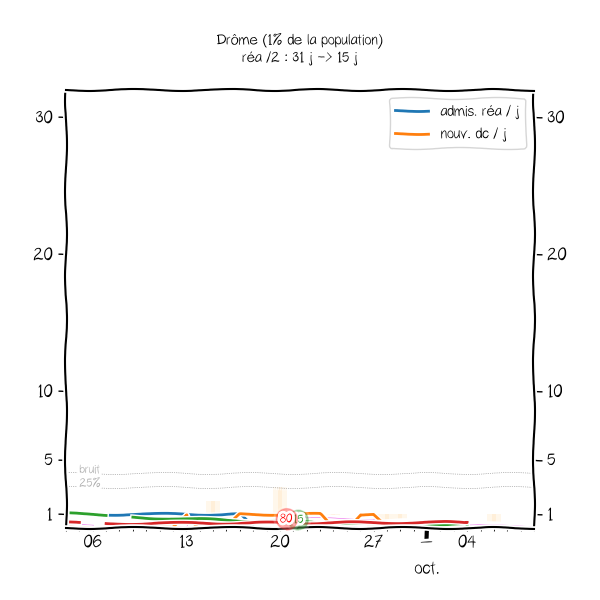 Drôme (1% de la population)
réa /2 : 31 j -> 15 j
admis. réa / j
nouv. dc / j
30 30
20 20
10 10
5 5
bruit
25%
1 1
80 5
06 13 20 27 04
oct.